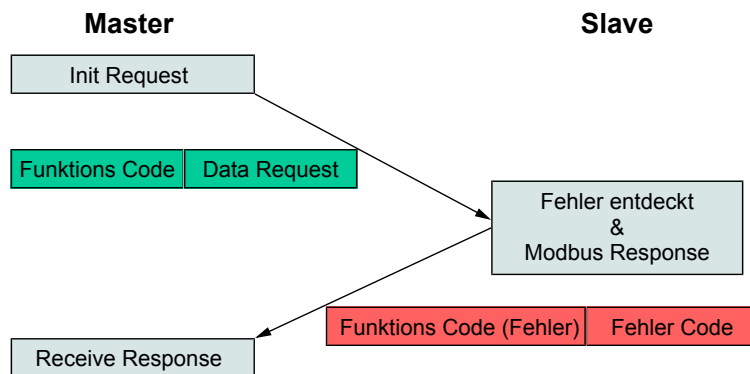 Master
Slave
Init Request
Funktions Code
Data Request
Fehler entdeckt
&
Modbus Response
Funktions Code (Fehler)
Fehler Code
Receive Response